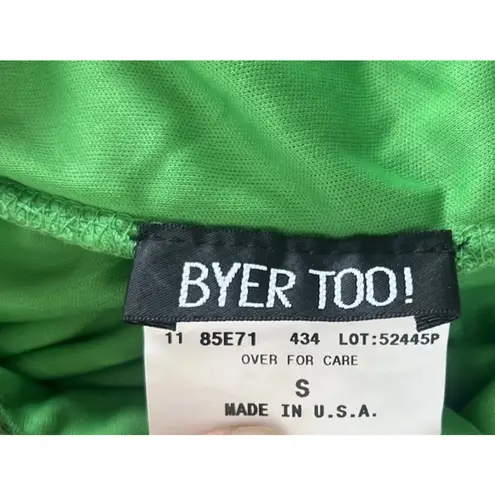 BYER TOO!
11 85E71 434 LOT:52445P
OVER FOR CARE
S
MADE IN U.S.A.